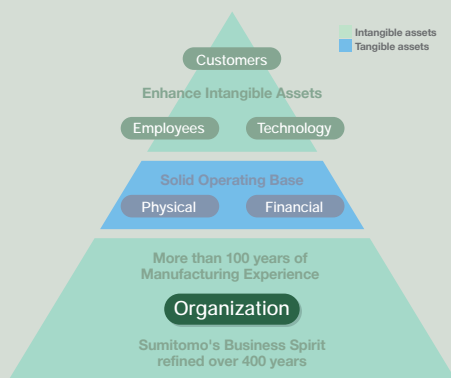 Intangible assets
Tangible assets
Customers
Enhance Intangible Assets
Employees
Technology
Solid Operating Base
Physical
Financial
More than 100 years of
Manufacturing Experience
Organization
Sumitomo's Business Spirit
refined over 400 years